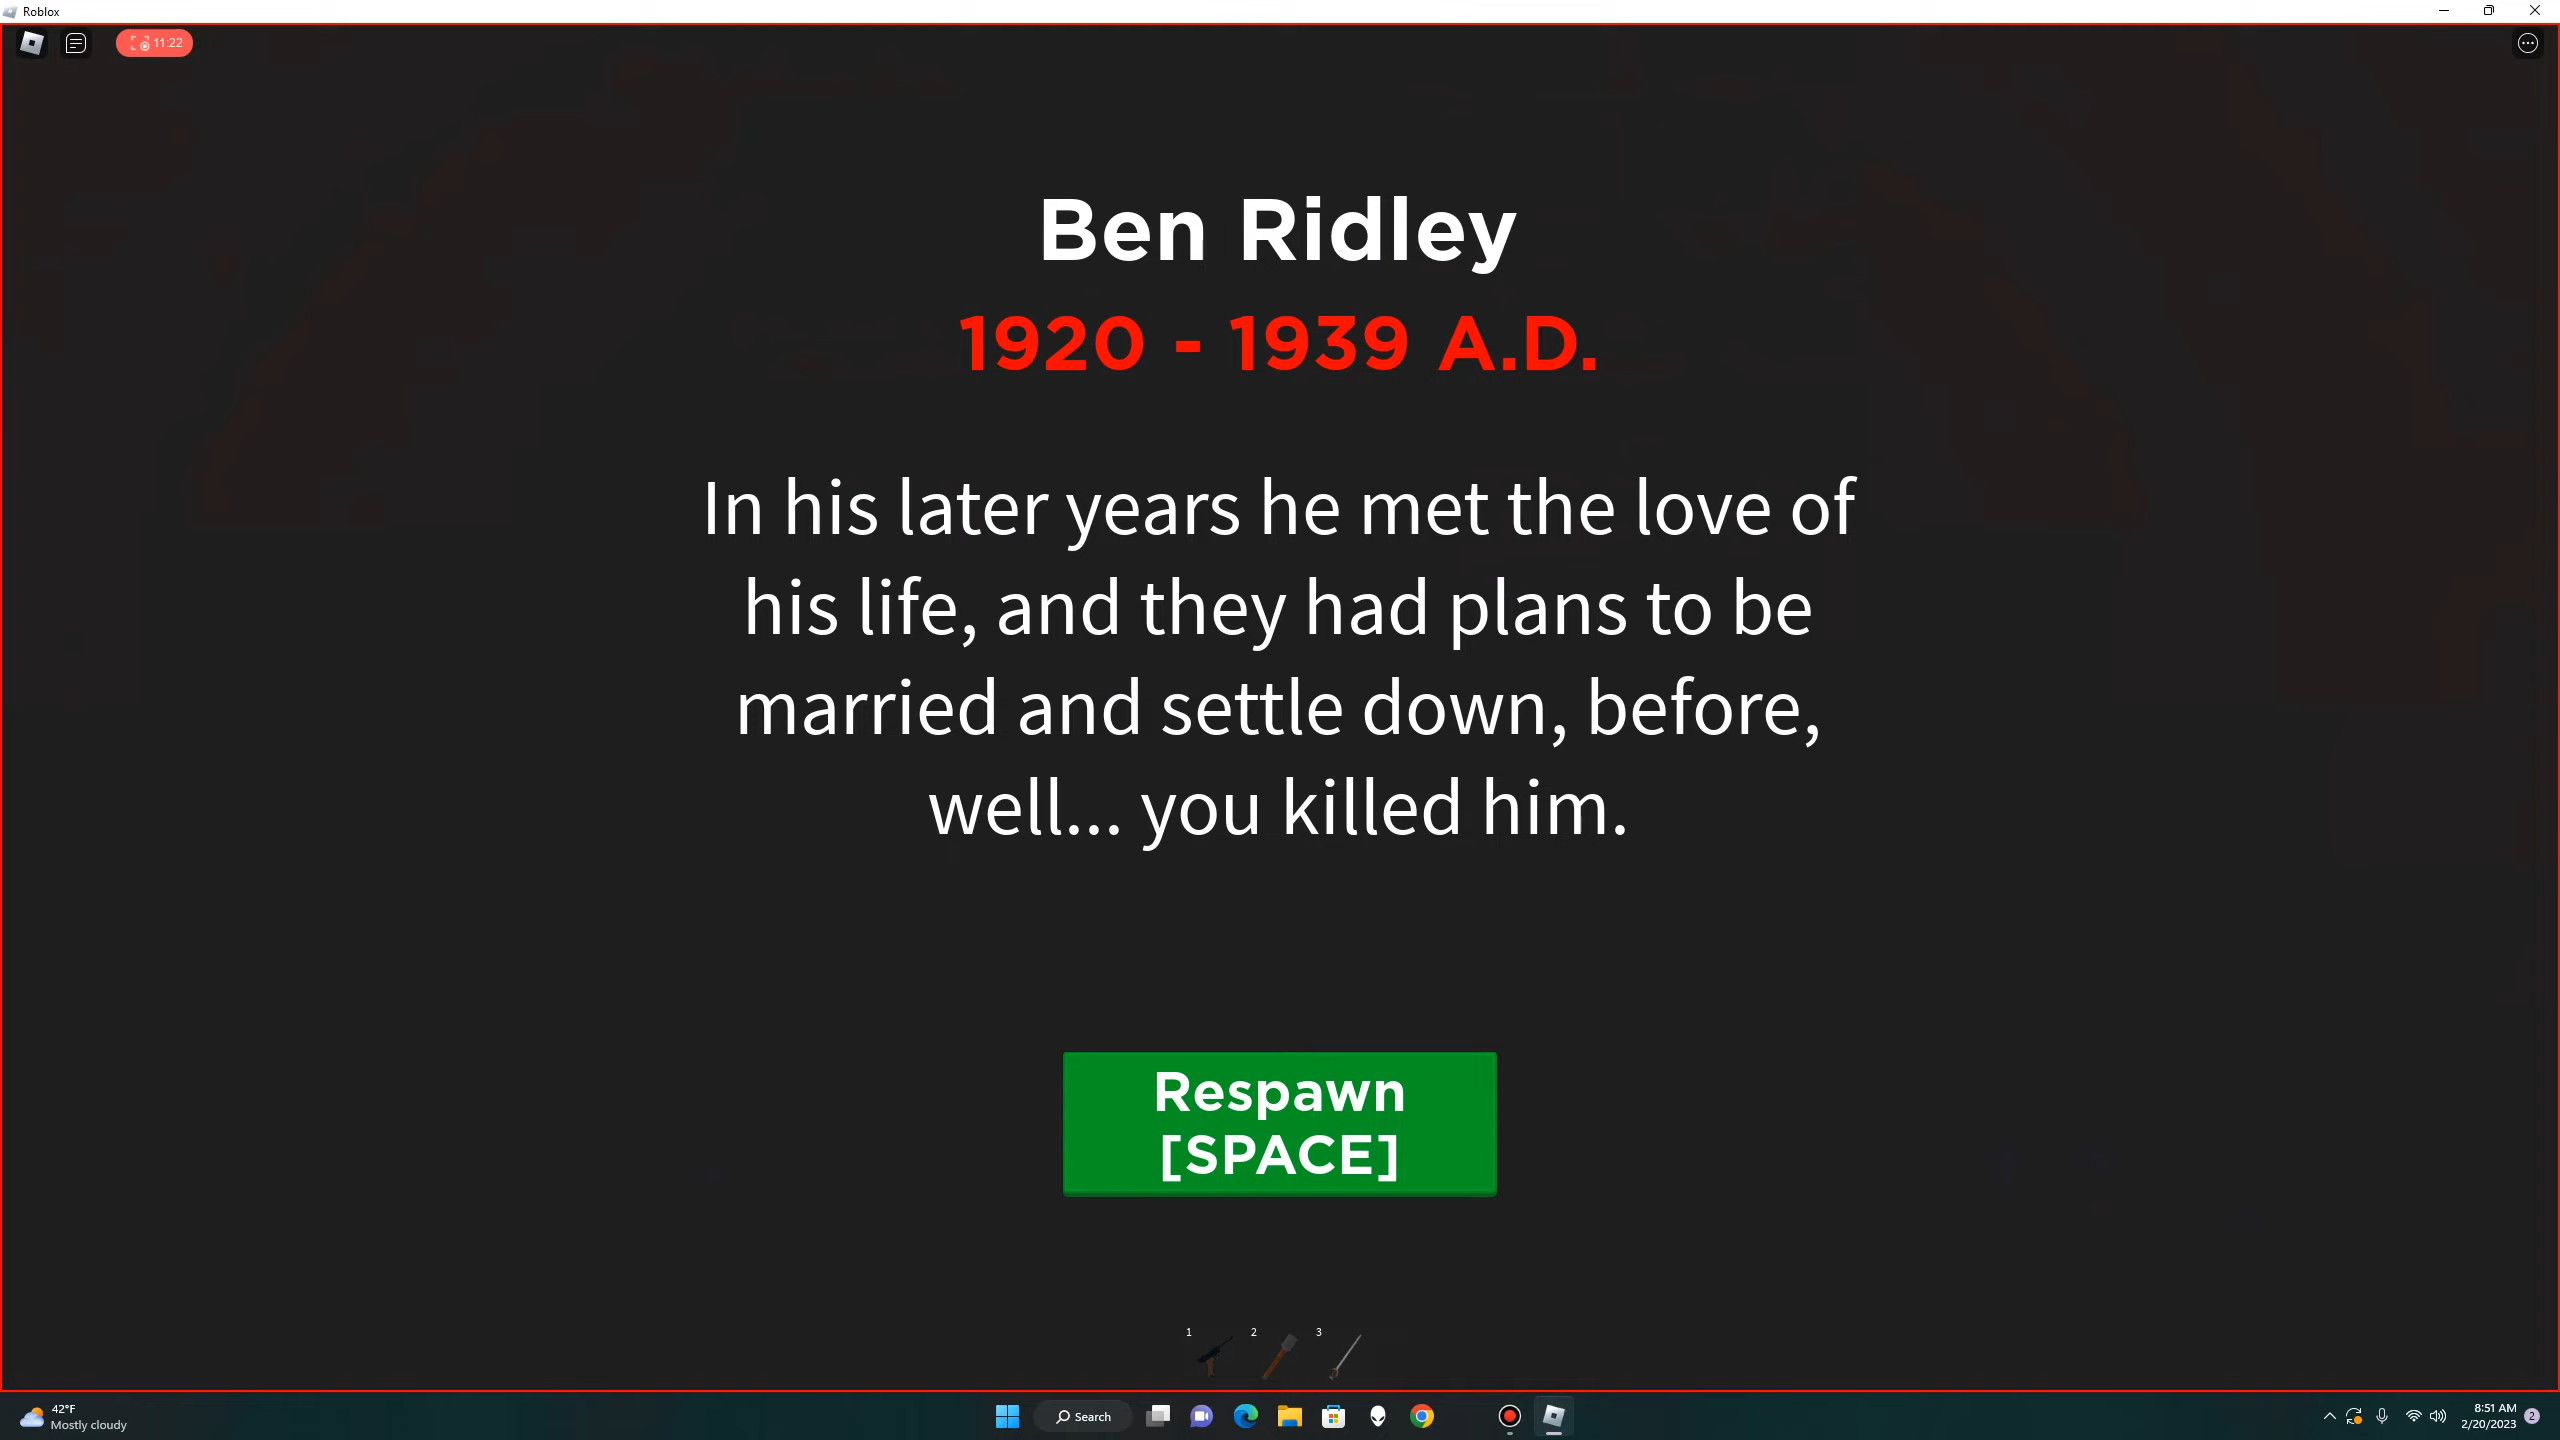 Roblox
11:22
Ben Ridley
1920 - 1939 A.D.
In his later years he met the love of
his life, and they had plans to be
married and settle down, before,
well... you killed him.
Respawn
[SPACE]
1 2 3
42°F
Mostly cloudy
Search
8:51 AM
2/20/2023
2